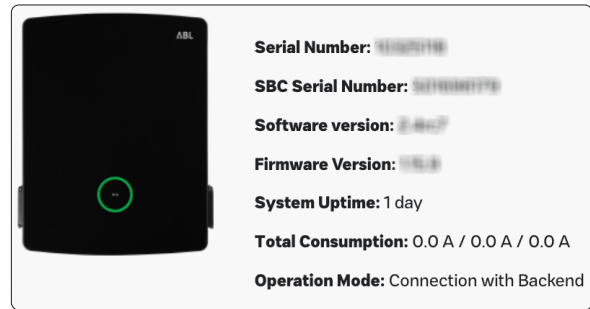 ABL
Serial Number:
SBC Serial Number:
Software version:
Firmware Version:
System Uptime: 1 day
Total Consumption: 0.0 A / 0.0 A / 0.0 A
Operation Mode: Connection with Backend